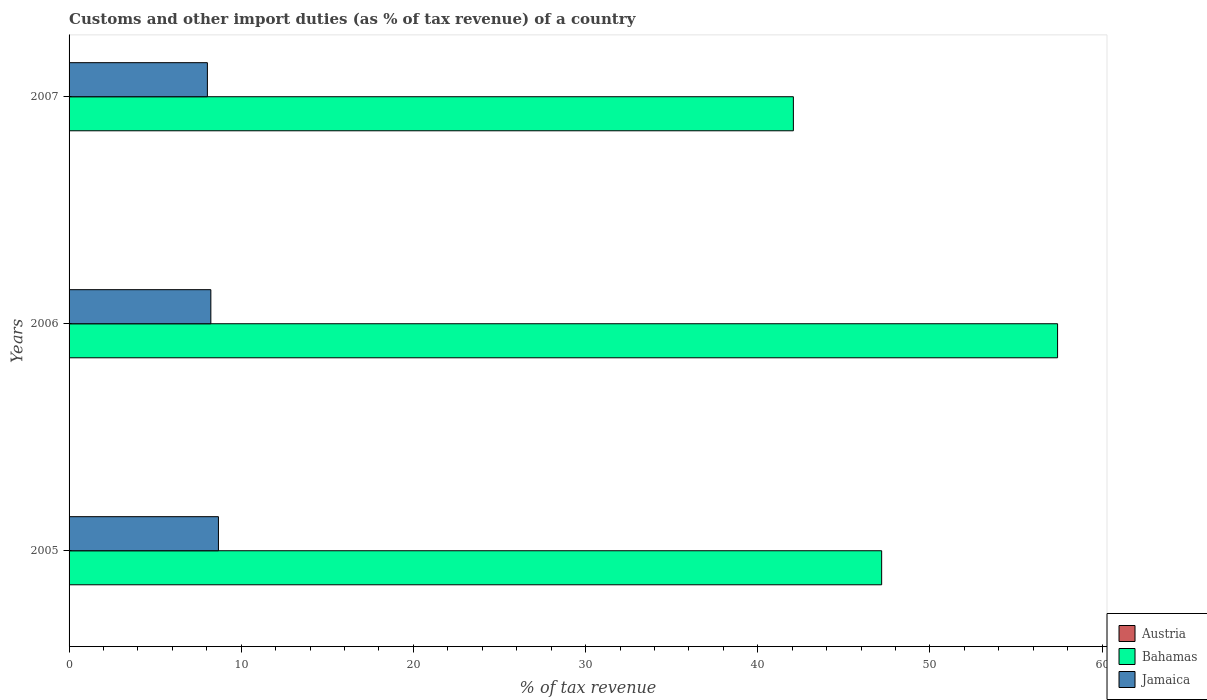 Customs and other import duties (as % of tax revenue) of a country
2007
2006
2005
Years
0
10
20
30
40
50
60
% of tax revenue
Austria
Bahamas
Jamaica